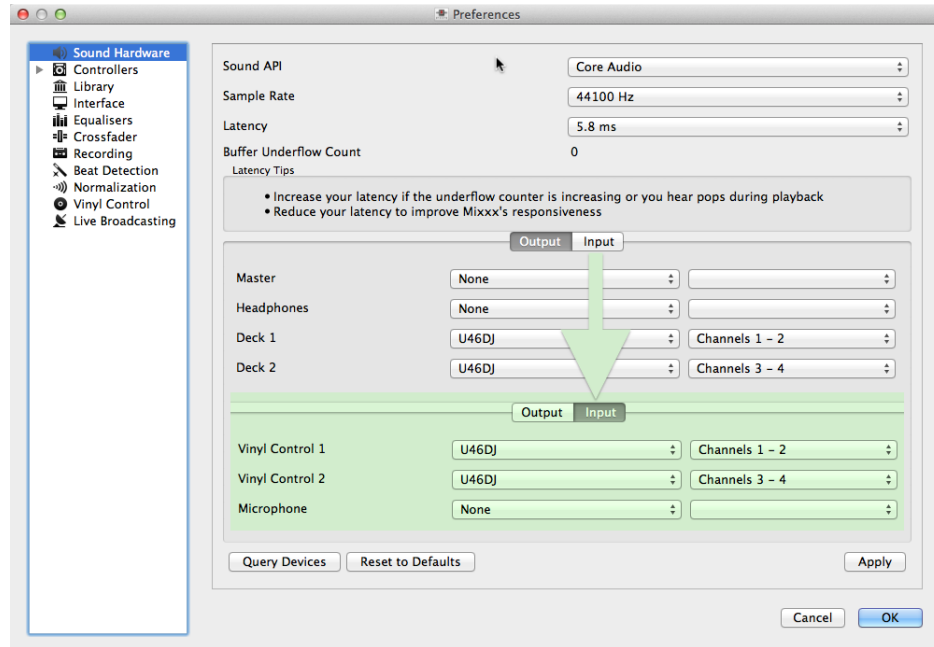 Preferences
Sound Hardware
Controllers
Library
Interface
Equalisers
Crossfader
Recording
Beat Detection
Normalization
Vinyl Control
Live Broadcasting
Sound API Core Audio
Sample Rate 44100 Hz
Latency 5.8 ms
Buffer Underflow Count 0
Latency Tips
• Increase your latency if the underflow counter is increasing or you hear pops during playback
• Reduce your latency to improve Mixxx's responsiveness
Output Input
Master None
Headphones None
Deck 1 U46DJ Channels 1 – 2
Deck 2 U46DJ Channels 3 – 4
Output Input
Vinyl Control 1 U46DJ Channels 1 – 2
Vinyl Control 2 U46DJ Channels 3 – 4
Microphone None
Query Devices Reset to Defaults Apply
Cancel OK